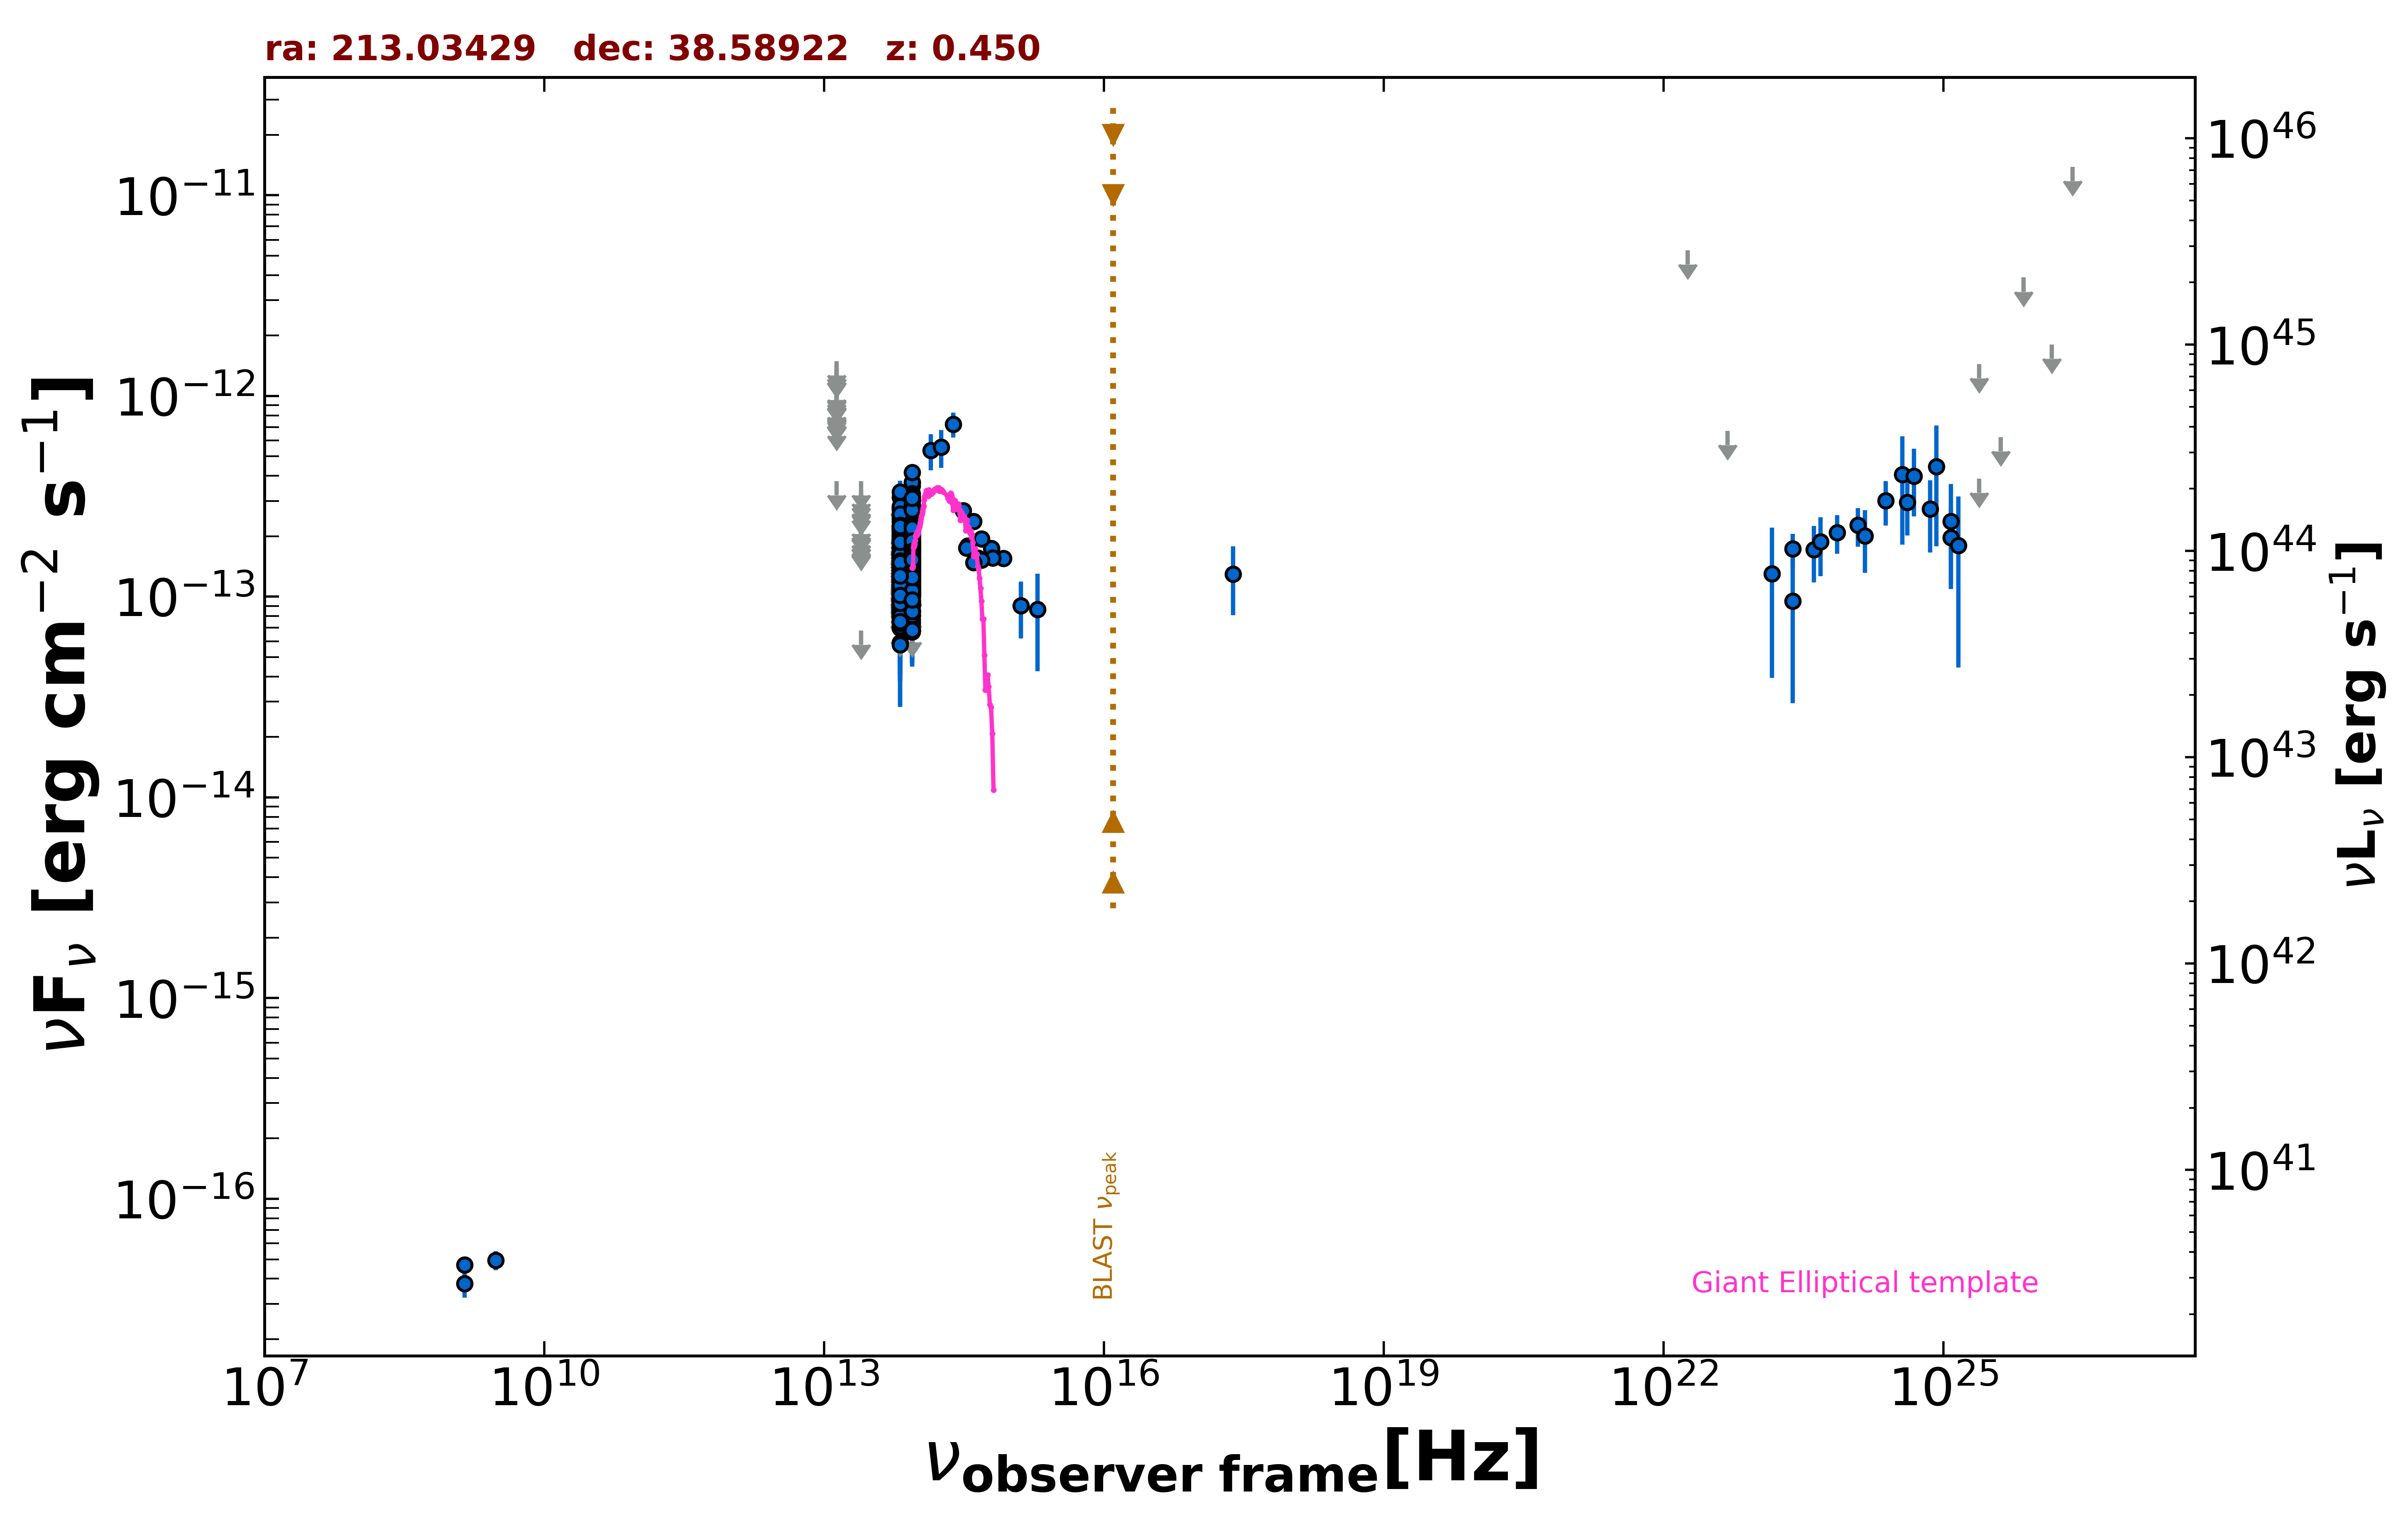 ra: 213.03429 dec: 38.58922 z: 0.450
νF_ν [erg cm^−2 s^−1]
10^−11
10^−12
10^−13
10^−14
10^−15
10^−16
10^46
10^45
10^44
10^43
10^42
10^41
νL_ν [erg s^−1]
BLAST ν_peak
Giant Elliptical template
10^7 10^10 10^13 10^16 10^19 10^22 10^25
ν_observer frame [Hz]